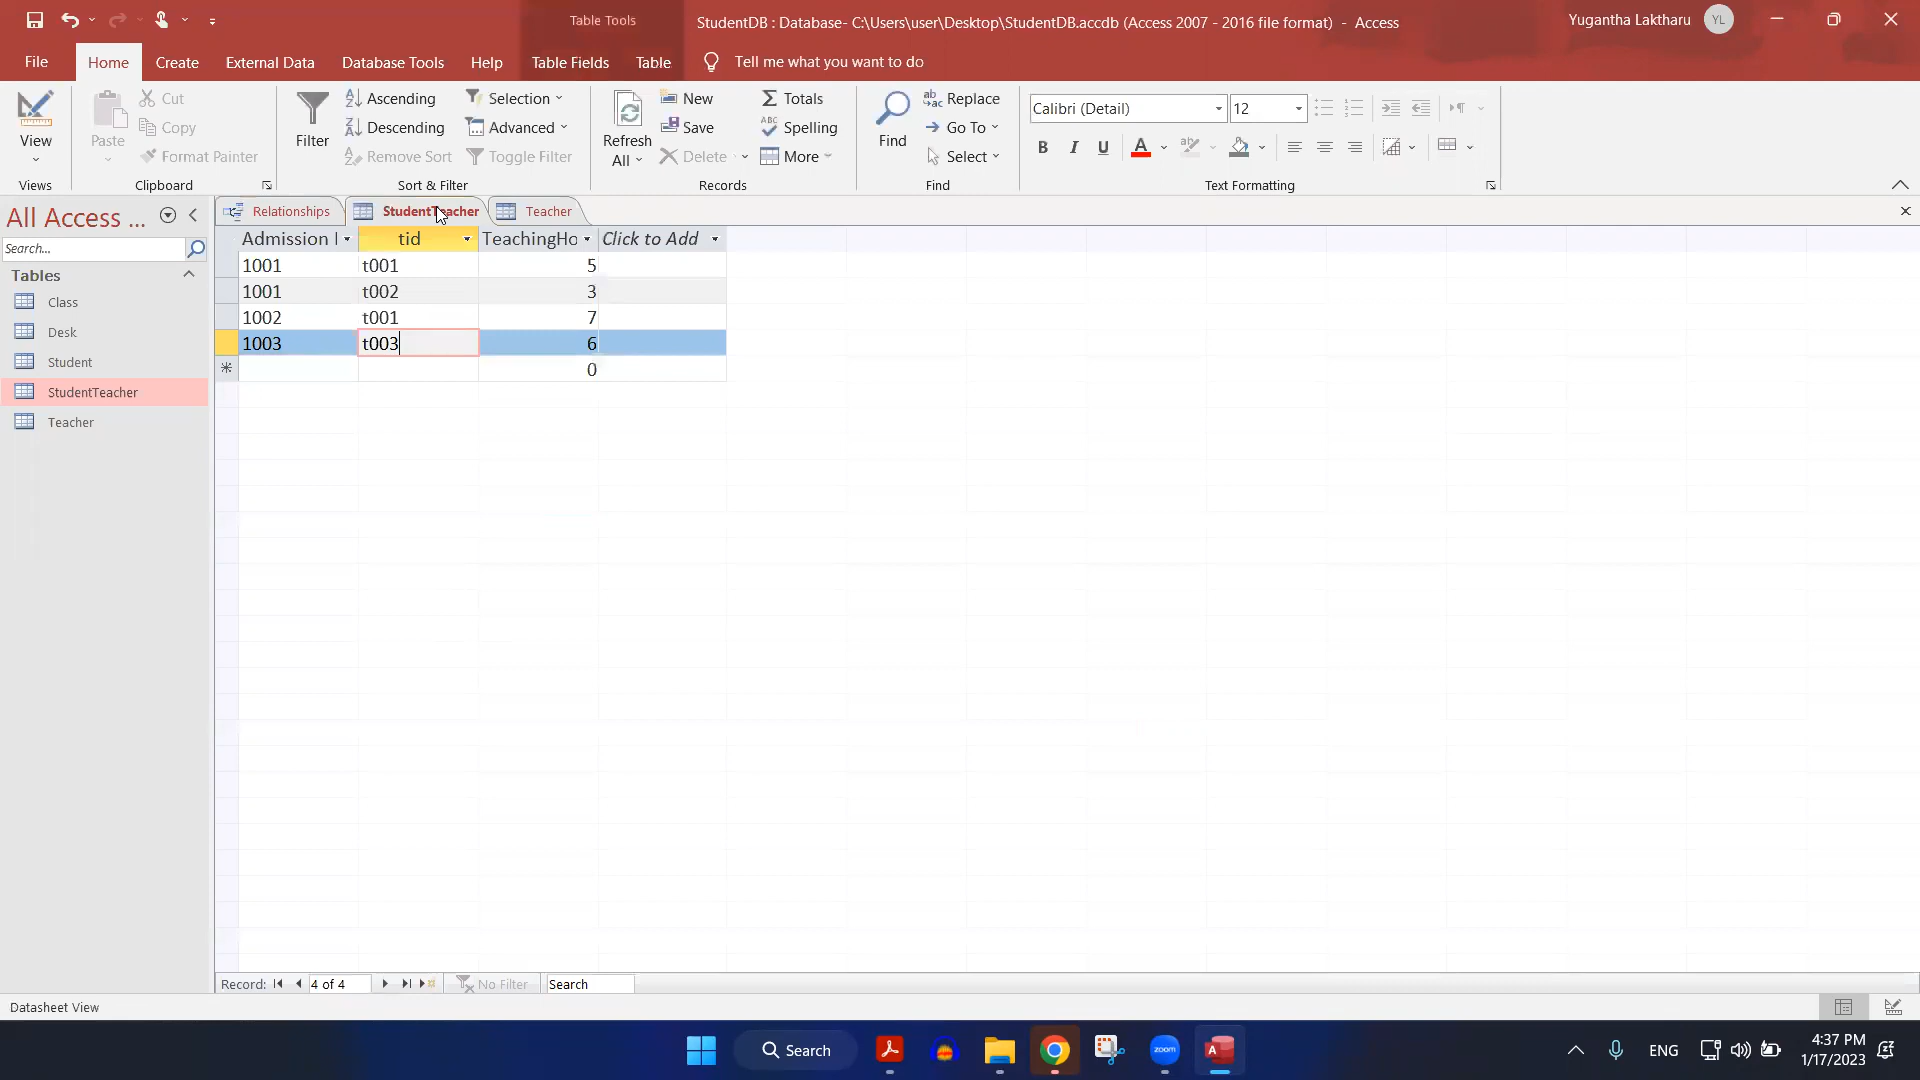 Table Tools
StudentDB : Database- C:\Users\user\Desktop\StudentDB.accdb (Access 2007 - 2016 file format) - Access
Yugantha Laktharu
YL
File
Home
Create
External Data
Database Tools
Help
Table Fields
Table
Tell me what you want to do
View
Paste
Cut
Copy
Format Painter
Filter
Ascending
Descending
Remove Sort
Selection
Advanced
Toggle Filter
Refresh
All
New
Save
Delete
Totals
Spelling
More
Find
Replace
Go To
Select
Calibri (Detail)
12
B I U A
Views
Clipboard
Sort & Filter
Records
Find
Text Formatting
All Access ...
Search...
Tables
Class
Desk
Student
StudentTeacher
Teacher
Relationships
StudentTeacher
Teacher
Admission tid TeachingHo Click to Add
1001 t001 5
1001 t002 3
1002 t001 7
1003 t003 6
0
Record: 4 of 4 No Filter Search
Datasheet View
Search
zoom
ENG
4:37 PM
1/17/2023